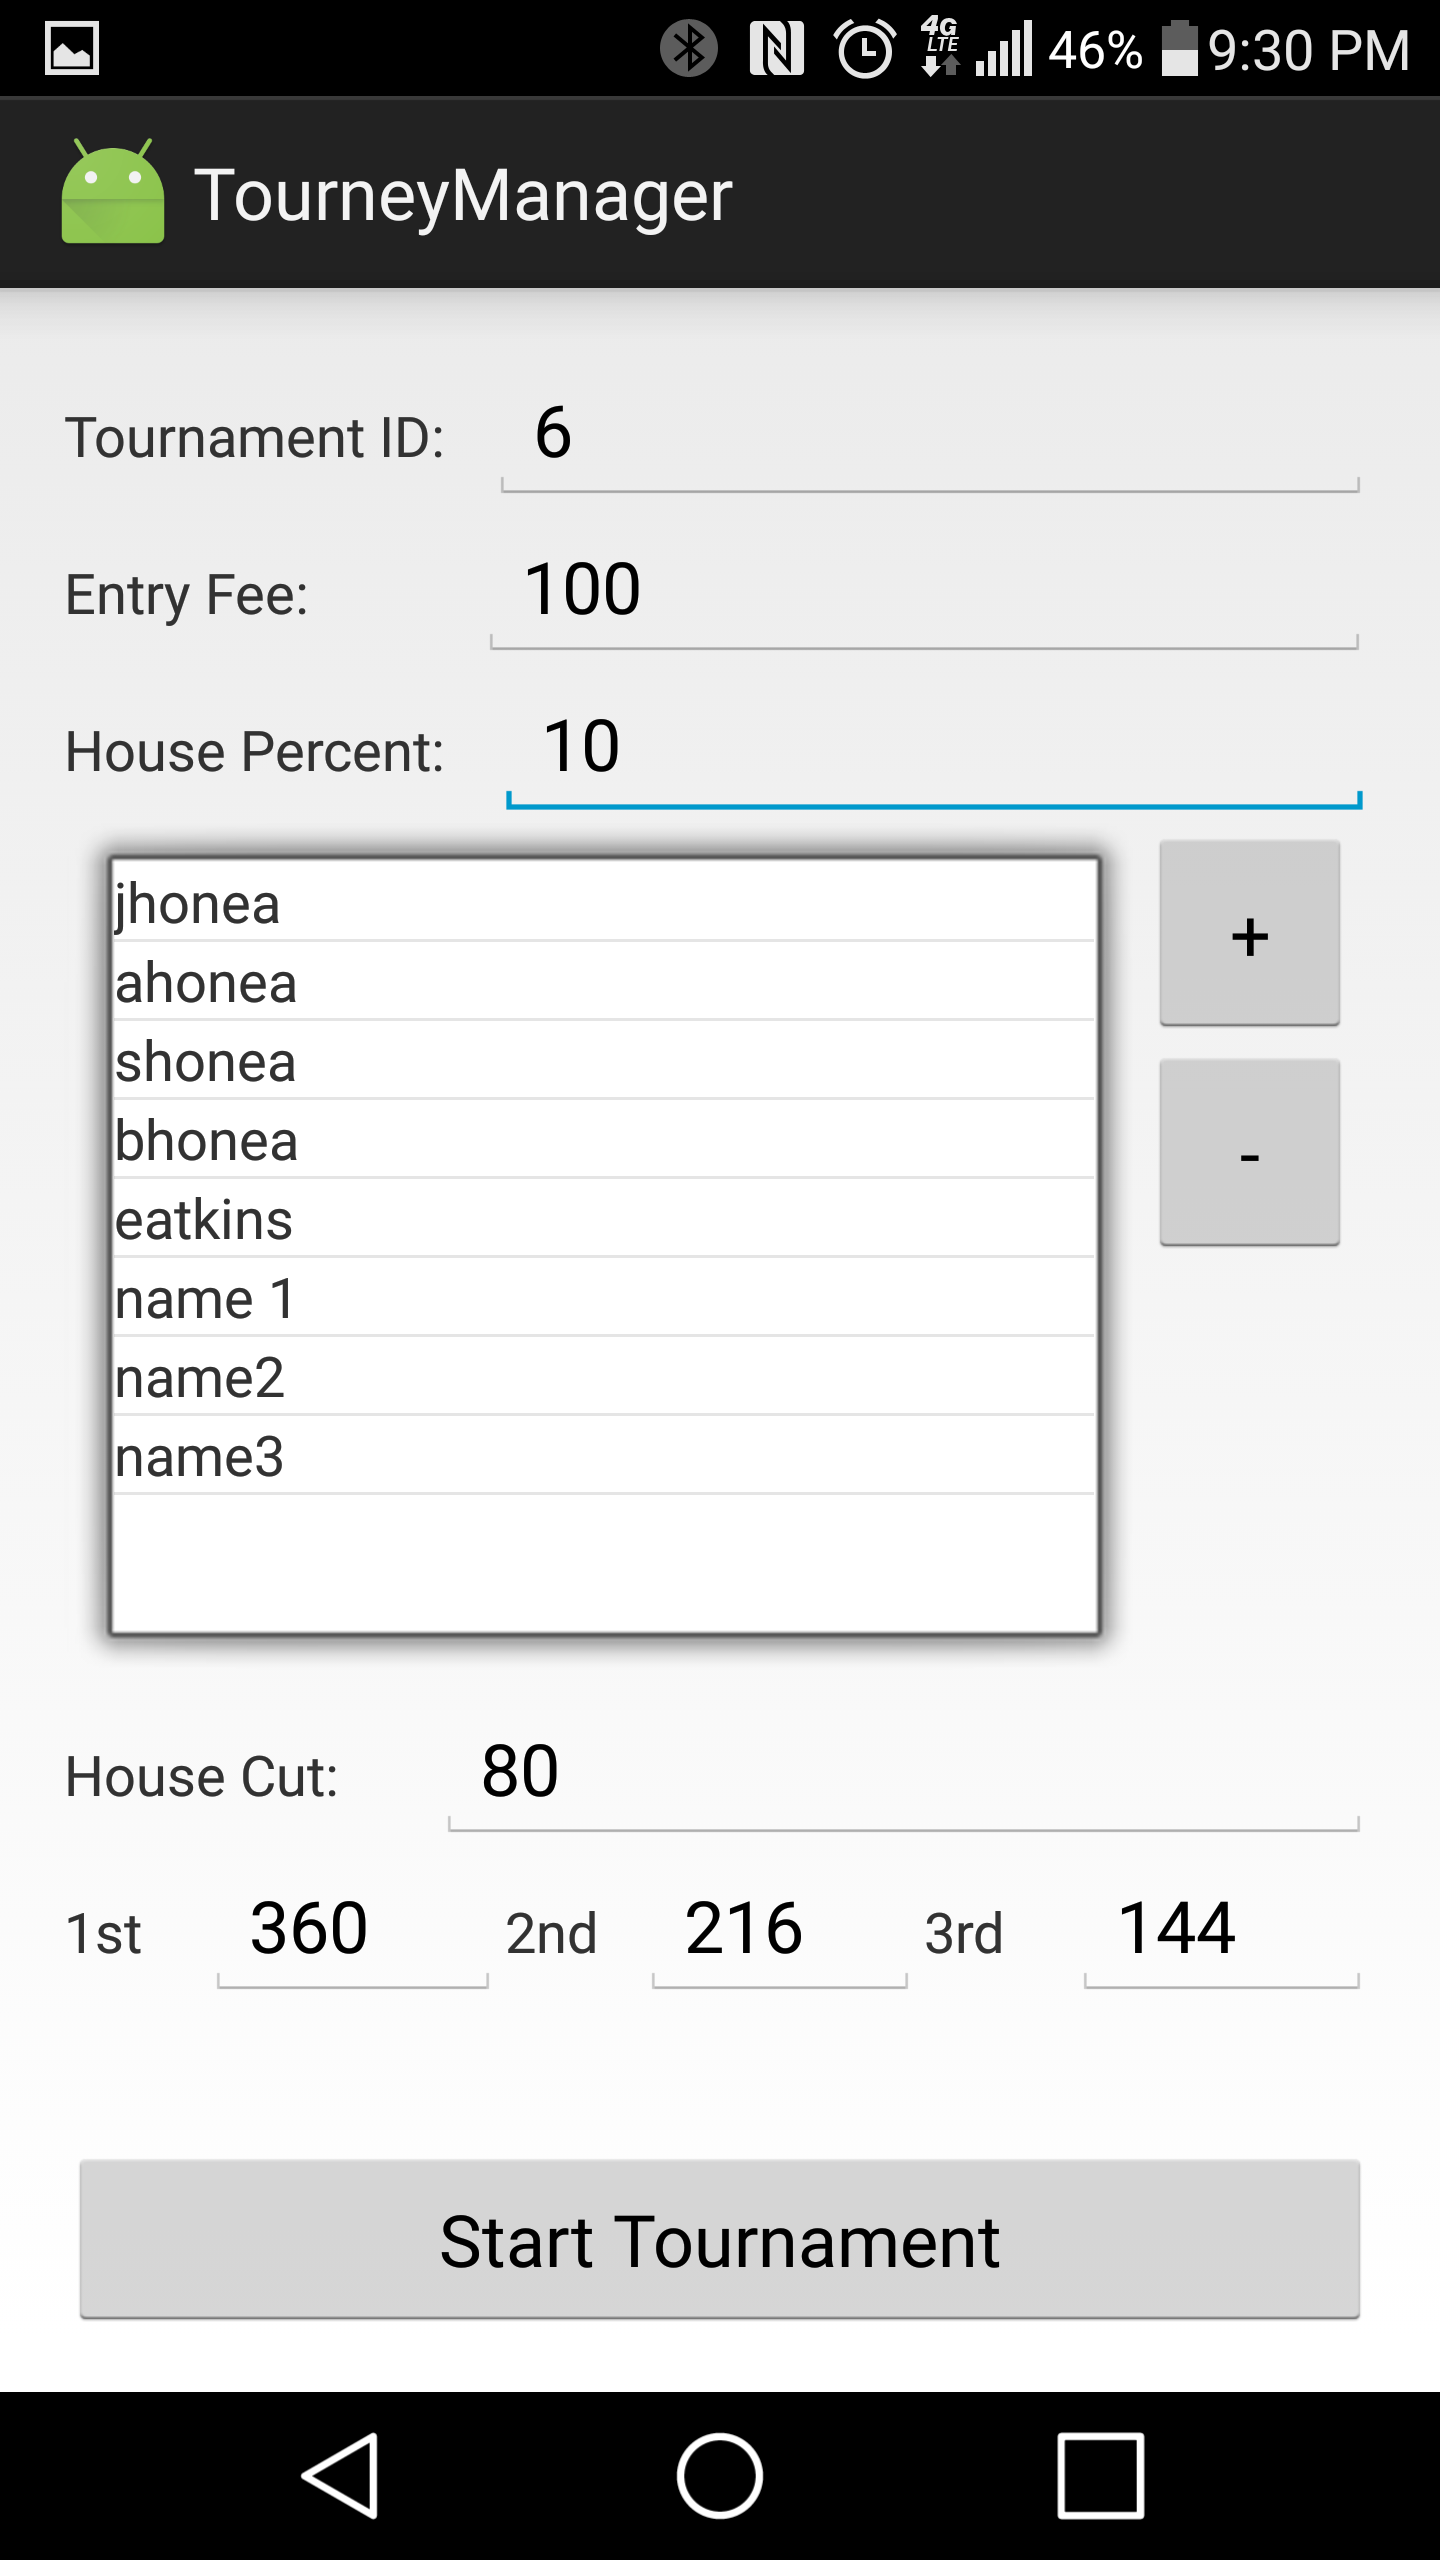 4G LTE 46% 9:30 PM
TourneyManager
Tournament ID: 6
Entry Fee: 100
House Percent: 10
jhonea
+
ahonea
shonea
bhonea
-
eatkins
name 1
name2
name3
House Cut: 80
1st 360 2nd 216 3rd 144
Start Tournament